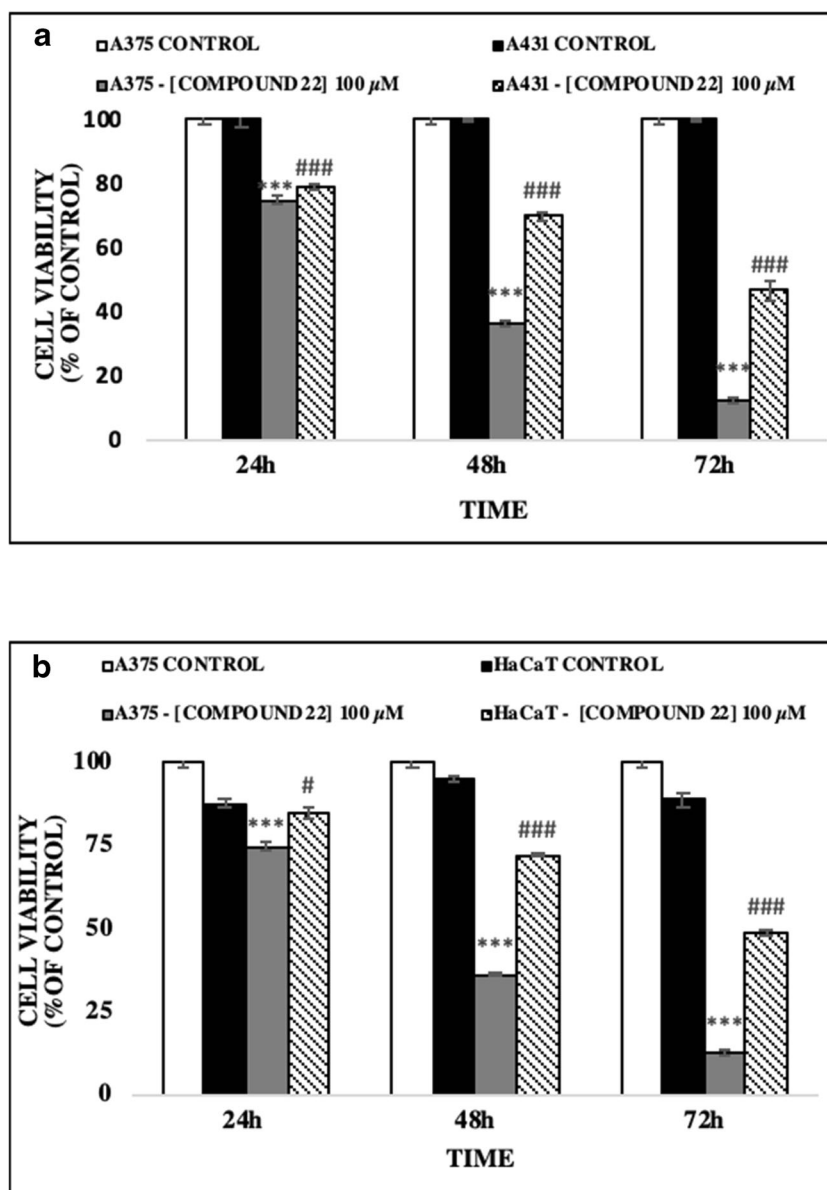 a
A375 CONTROL A431 CONTROL
A375 - [COMPOUND 22] 100 µM A431 - [COMPOUND 22] 100 µM
CELL VIABILITY
(% OF CONTROL)
100
80
60
40
20
0
*** ###
*** ###
*** ###
24h 48h 72h
TIME
b
A375 CONTROL HaCaT CONTROL
A375 - [COMPOUND 22] 100 µM HaCaT - [COMPOUND 22] 100 µM
CELL VIABILITY
(%OF CONTROL)
100
75
50
25
0
*** #
*** ###
*** ###
24h 48h 72h
TIME